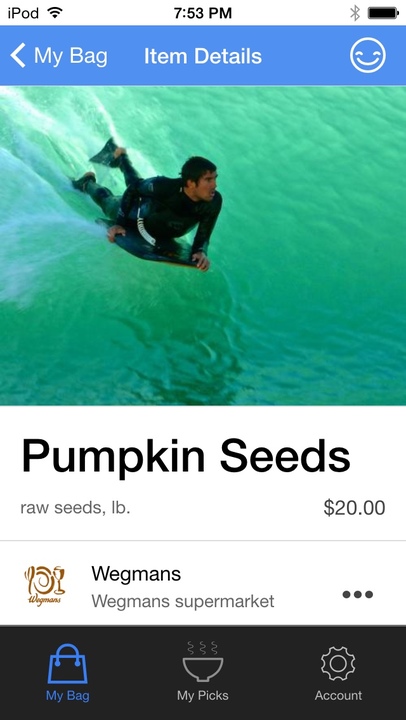 iPod 7:53 PM
My Bag Item Details
Pumpkin Seeds
raw seeds, lb. $20.00
Wegmans
Wegmans
Wegmans supermarket
My Bag My Picks Account